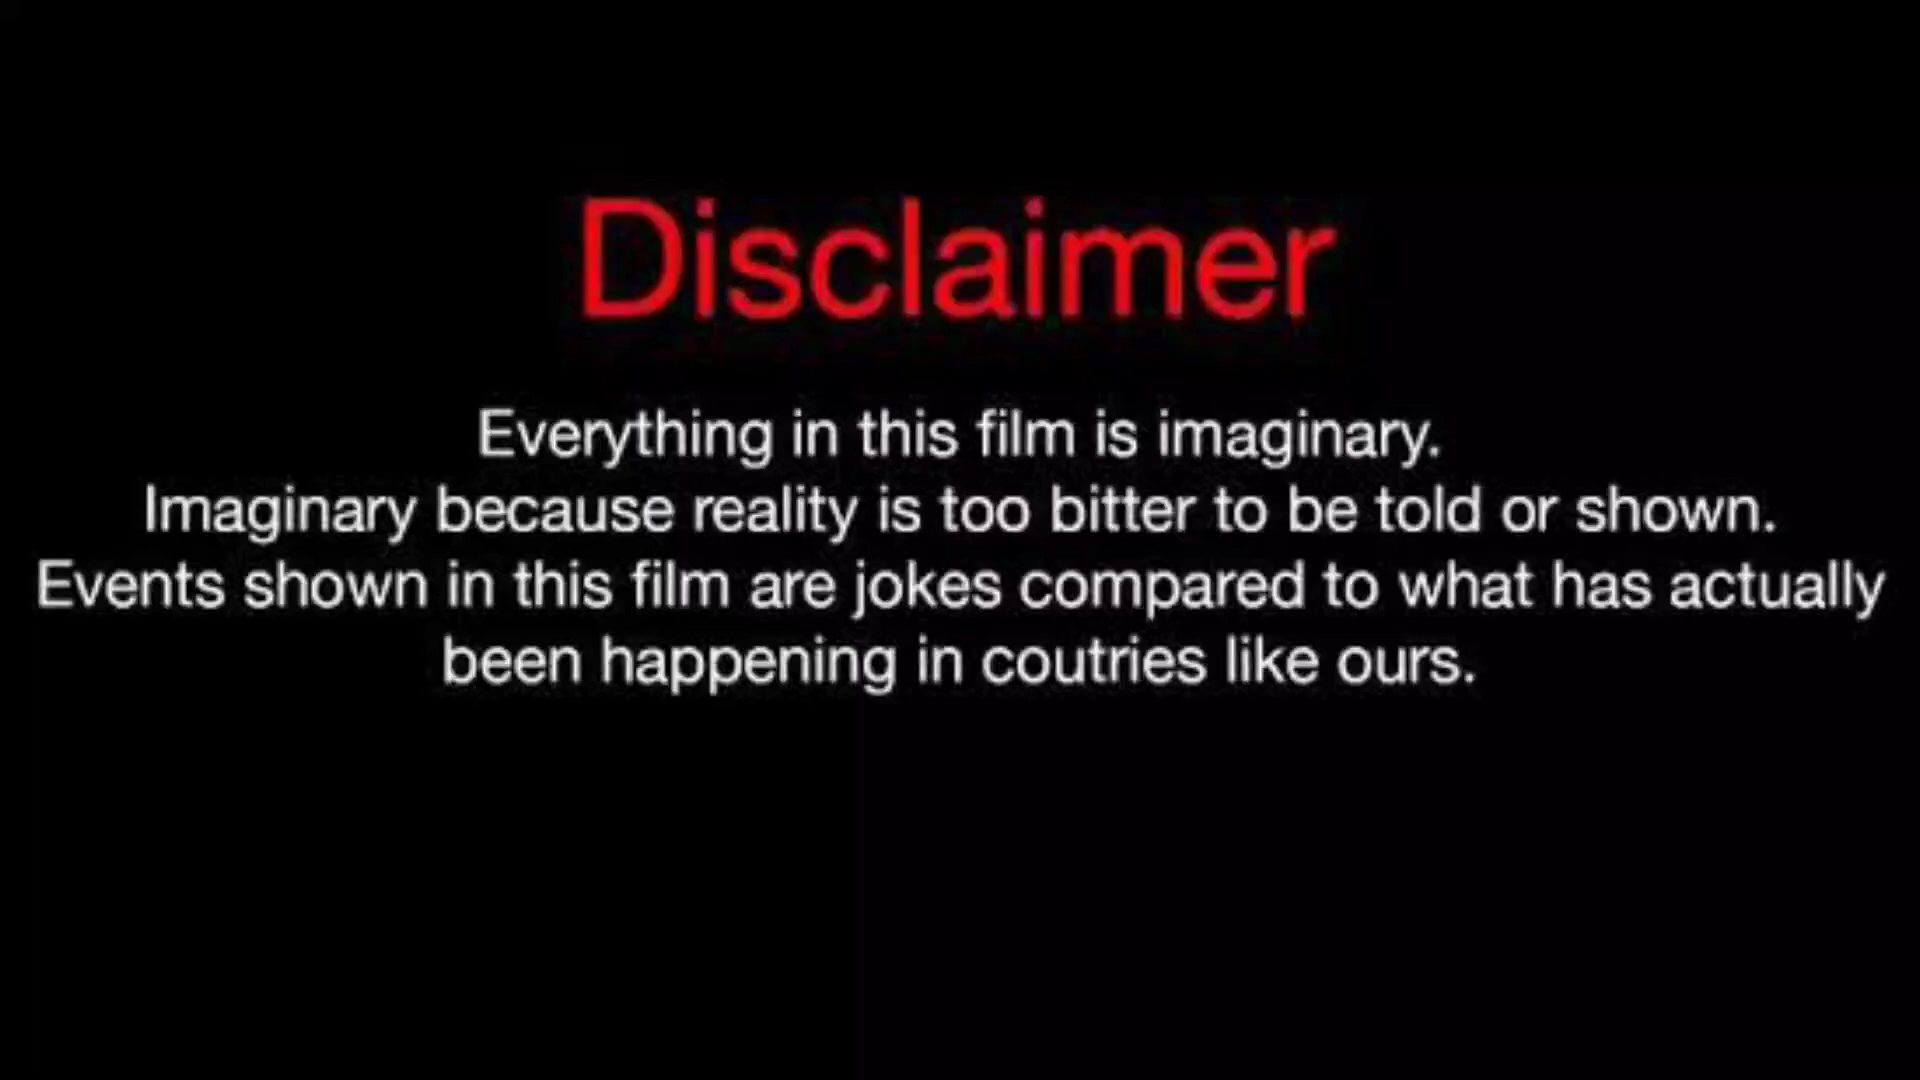 Disclaimer
Everything in this film is imaginary.
Imaginary because reality is too bitter to be told or shown.
Events shown in this film are jokes compared to what has actually
been happening in coutries like ours.